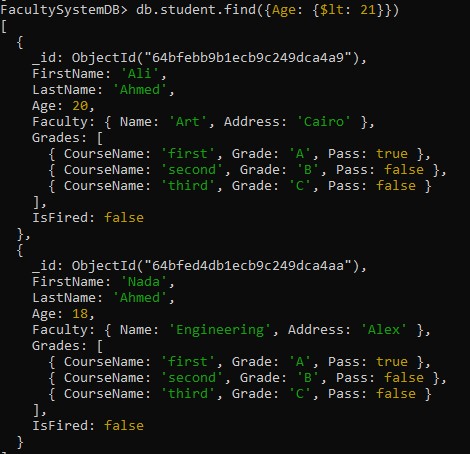 FacultySystemDB> db.student.find({Age: {$lt: 21}})
[
  {
    _id: ObjectId("64bfebb9b1ecb9c249dca4a9"),
    FirstName: 'Ali',
    LastName: 'Ahmed',
    Age: 20,
    Faculty: { Name: 'Art', Address: 'Cairo' },
    Grades: [
      { CourseName: 'first', Grade: 'A', Pass: true },
      { CourseName: 'second', Grade: 'B', Pass: false },
      { CourseName: 'third', Grade: 'C', Pass: false }
    ],
    IsFired: false
  },
  {
    _id: ObjectId("64bfed4db1ecb9c249dca4aa"),
    FirstName: 'Nada',
    LastName: 'Ahmed',
    Age: 18,
    Faculty: { Name: 'Engineering', Address: 'Alex' },
    Grades: [
      { CourseName: 'first', Grade: 'A', Pass: true },
      { CourseName: 'second', Grade: 'B', Pass: false },
      { CourseName: 'third', Grade: 'C', Pass: false }
    ],
    IsFired: false
  }